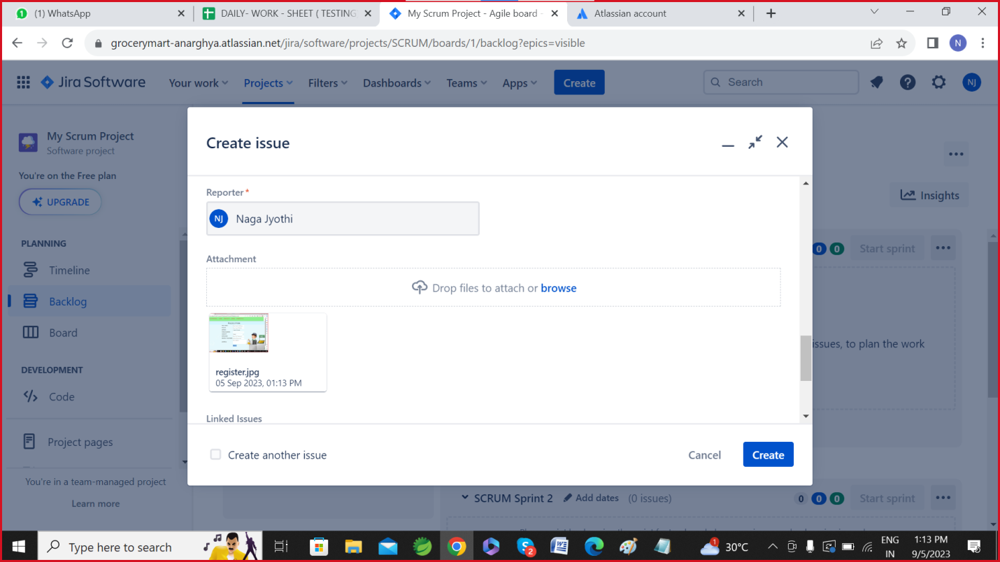 (1) WhatsApp
DAILY- WORK - SHEET ( TESTING
My Scrum Project - Agile board -
Atlassian account
grocerymart-anarghya.atlassian.net/jira/software/projects/SCRUM/boards/1/backlog?epics=visible
N
Jira Software
Your work
Projects
Filters
Dashboards
Teams
Apps
Create
Search
NJ
My Scrum Project
Software project
You're on the Free plan
UPGRADE
PLANNING
Timeline
Backlog
Board
DEVELOPMENT
Code
Project pages
You're in a team-managed project
Learn more
Insights
0 0 Start sprint
issues, to plan the work
Create issue
Reporter *
NJ Naga Jyothi
Attachment
Drop files to attach or browse
register.jpg
05 Sep 2023, 01:13 PM
Linked Issues
Create another issue
Cancel
Create
SCRUM Sprint 2 Add dates (0 issues)
0 0 0 Start sprint
Type here to search
2
1
30°C
ENG
IN
1:13 PM
9/5/2023